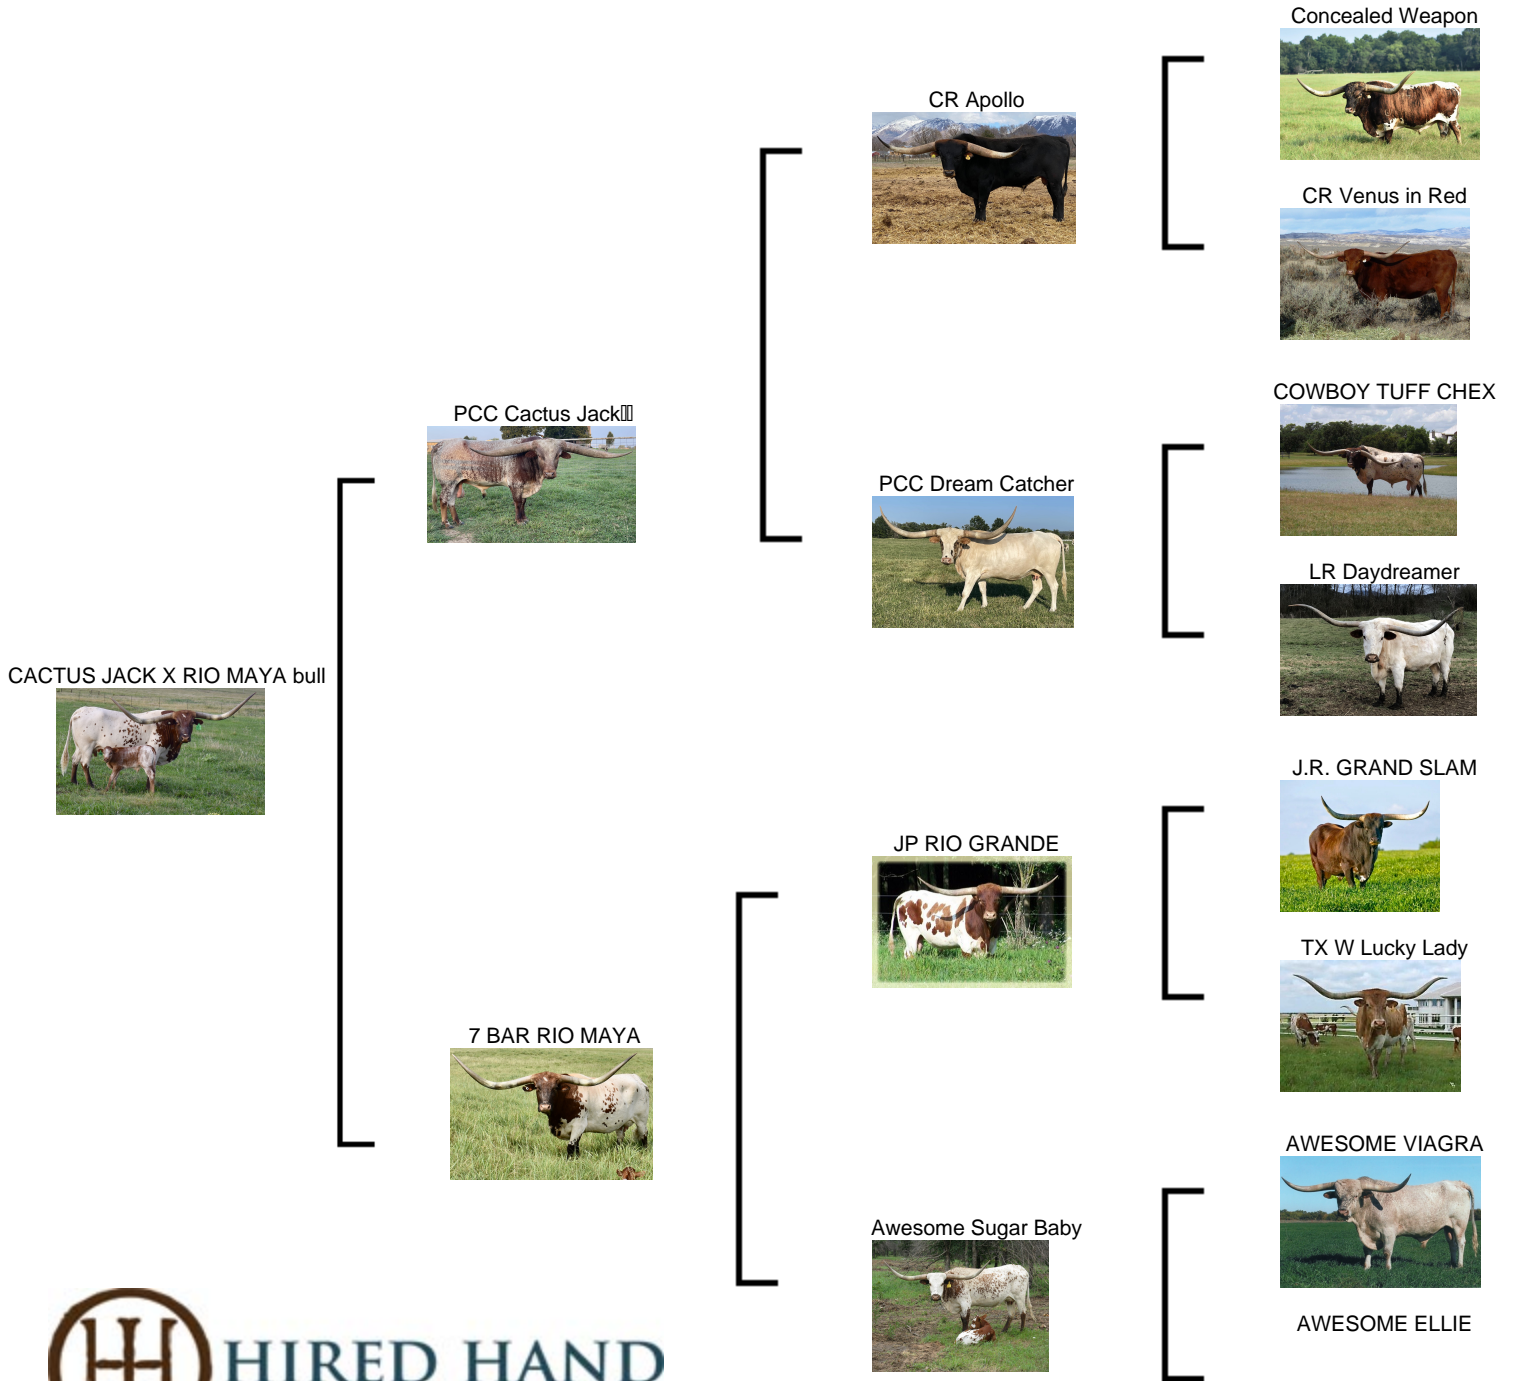 Concealed Weapon
CR Apollo
CR Venus in Red
COWBOY TUFF CHEX
PCC Cactus Jack
PCC Dream Catcher
LR Daydreamer
CACTUS JACK X RIO MAYA bull
J.R. GRAND SLAM
JP RIO GRANDE
TX W Lucky Lady
7 BAR RIO MAYA
AWESOME VIAGRA
Awesome Sugar Baby
AWESOME ELLIE
HIRED HAND